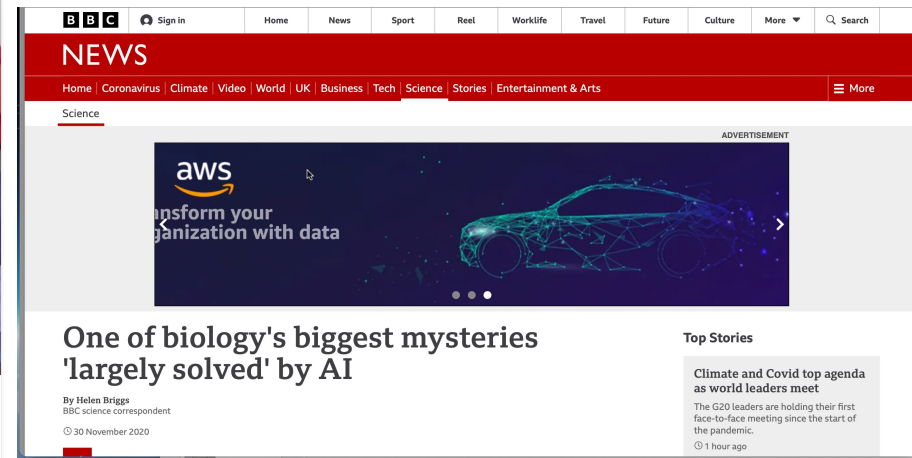 BBC Sign in Home News Sport Reel Worklife Travel Future Culture More Search
NEWS
Home Coronavirus Climate Video World UK Business Tech Science Stories Entertainment & Arts More
Science
ADVERTISEMENT
aws
ansform your
ganization with data
One of biology's biggest mysteries
'largely solved' by AI
By Helen Briggs
BBC science correspondent
30 November 2020
Top Stories
Climate and Covid top agenda
as world leaders meet
The G20 leaders are holding their first
face-to-face meeting since the start of
the pandemic.
1 hour ago